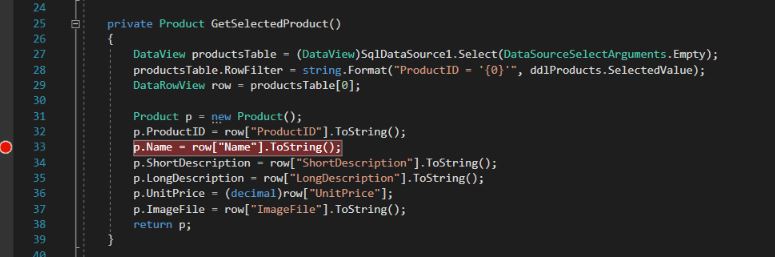 24
25 private Product GetSelectedProduct()
26 {
27 DataView productsTable = (DataView)SqlDataSource1.Select(DataSourceSelectArguments.Empty);
28 productsTable.RowFilter = string.Format("ProductID = '{0}'", ddlProducts.SelectedValue);
29 DataRowView row = productsTable[0];
30
31 Product p = new Product();
32 p.ProductID = row["ProductID"].ToString();
33 p.Name = row["Name"].ToString();
34 p.ShortDescription = row["ShortDescription"].ToString();
35 p.LongDescription = row["LongDescription"].ToString();
36 p.UnitPrice = (decimal)row["UnitPrice"];
37 p.ImageFile = row["ImageFile"].ToString();
38 return p;
39 }
40